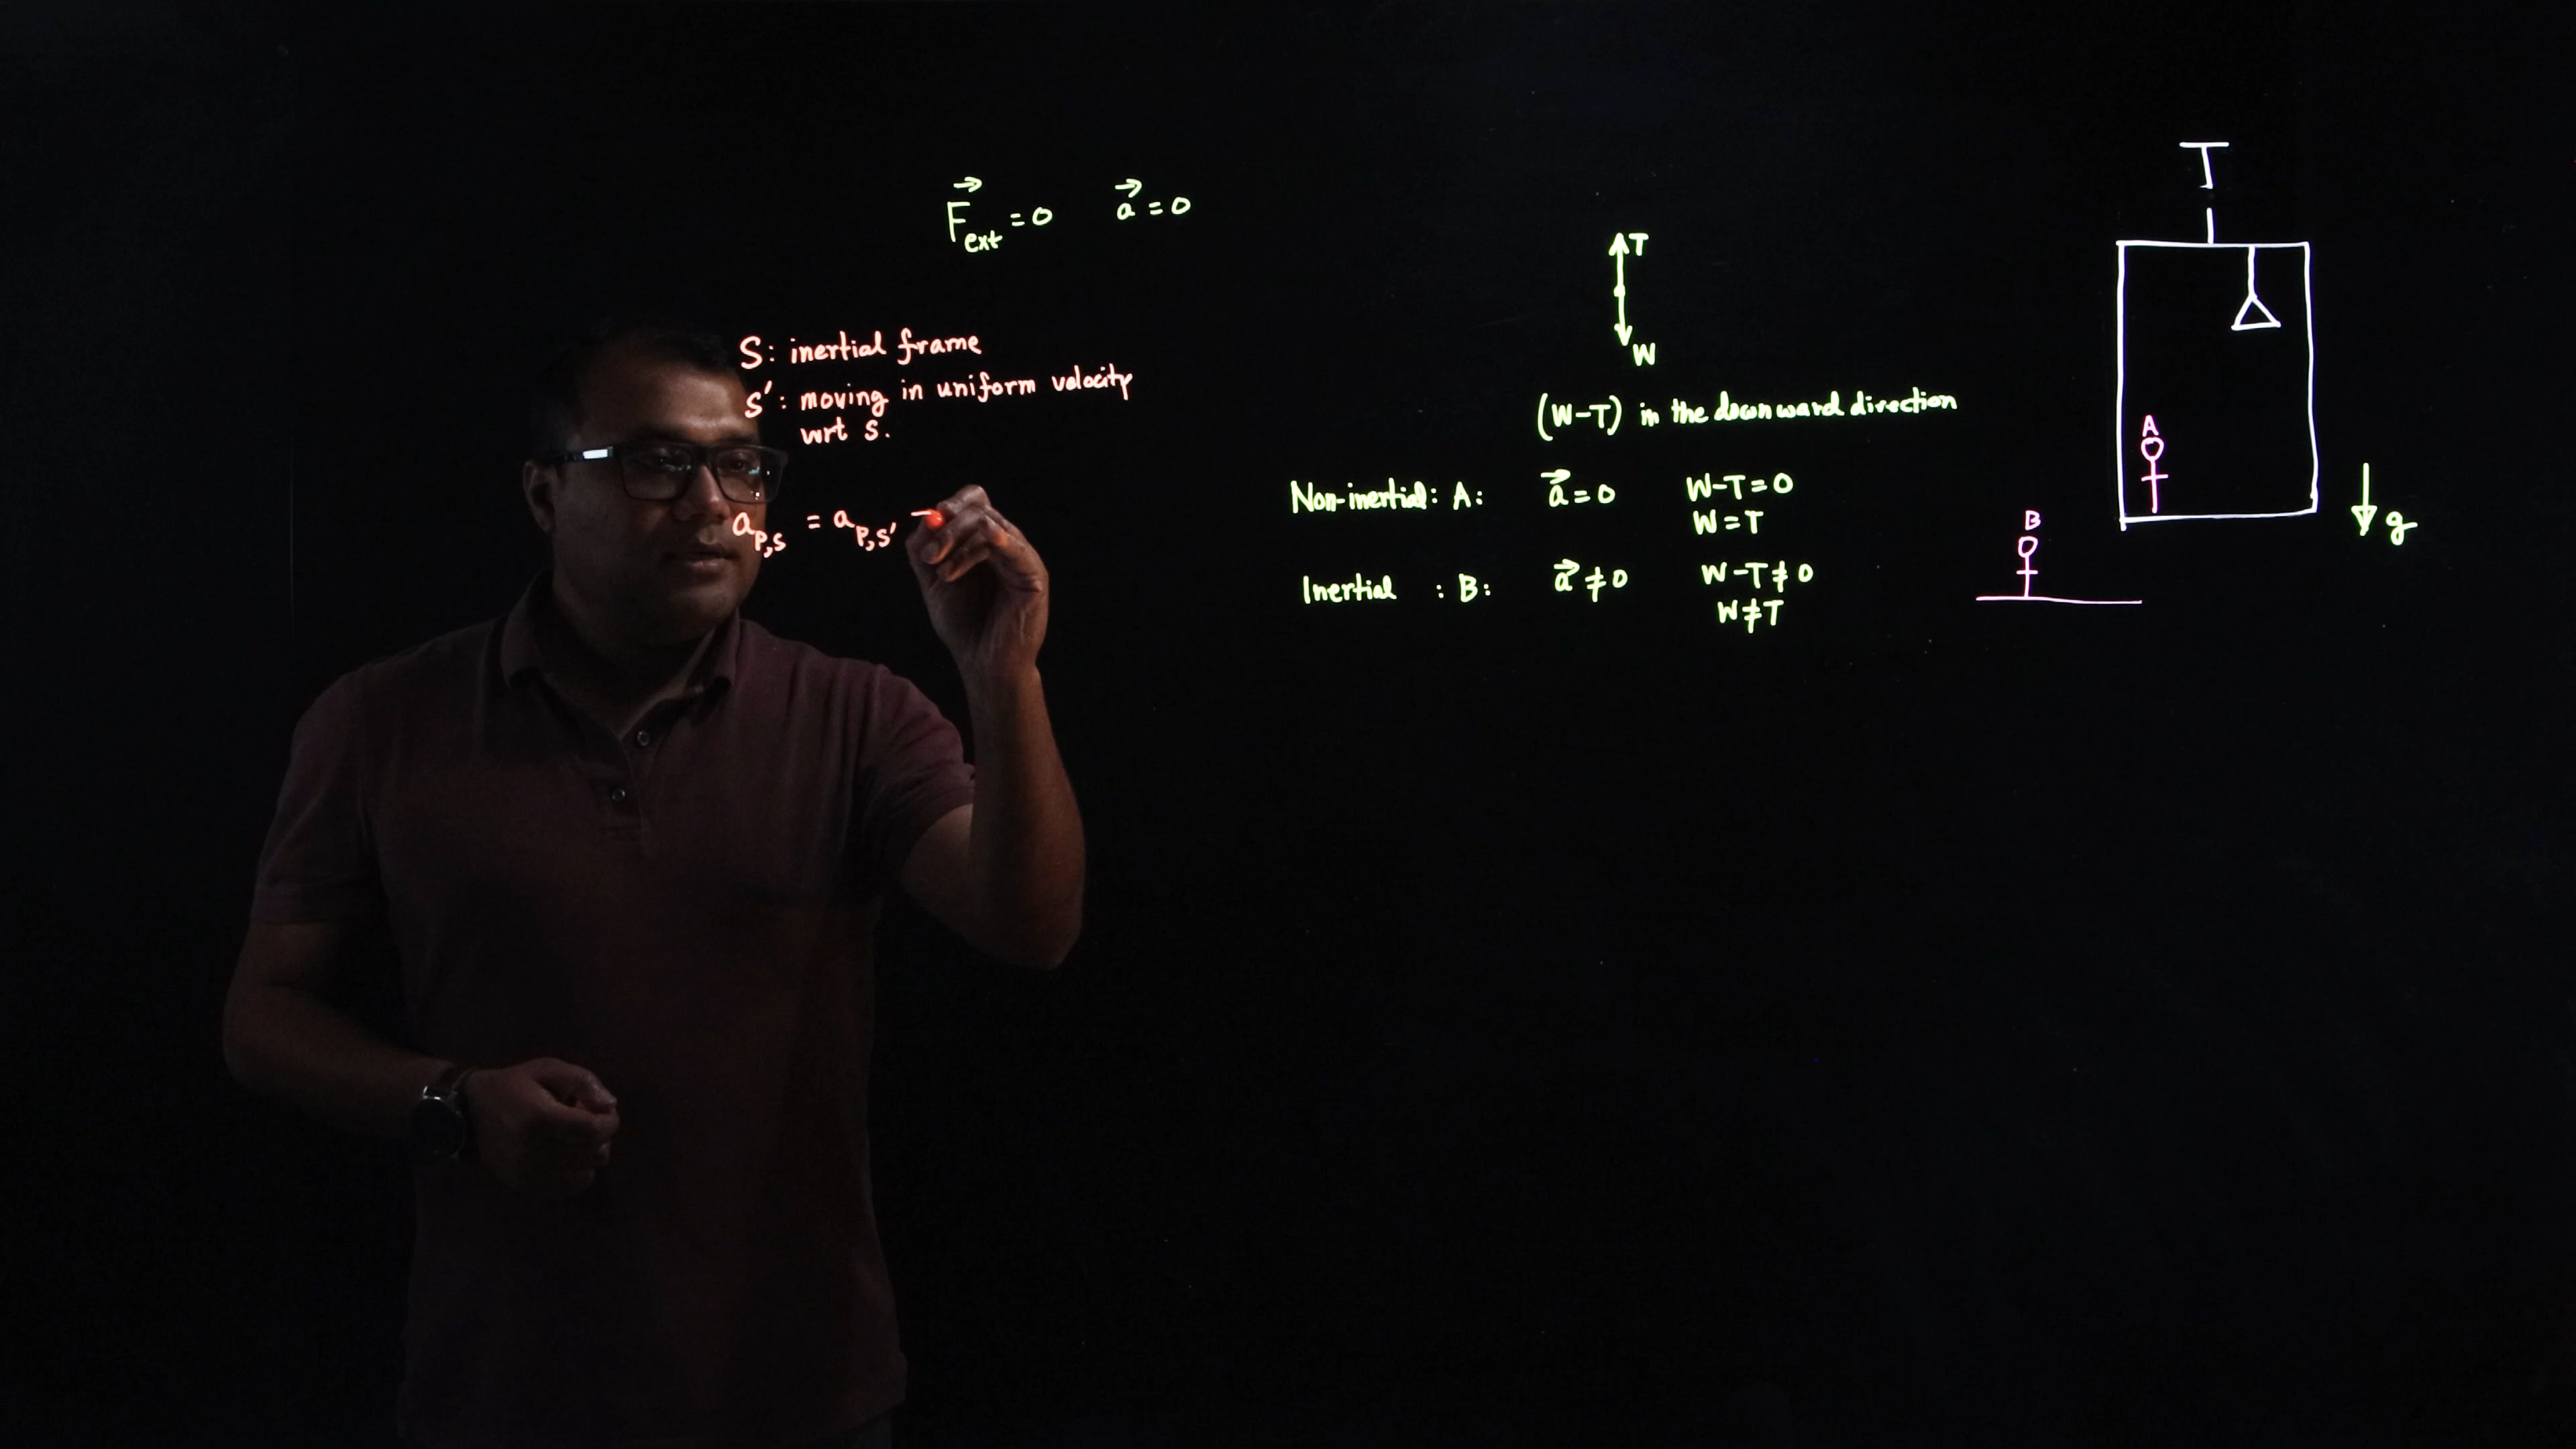 F⃗ext = 0 a⃗ = 0
S: inertial frame
S': moving in uniform velocity
wrt S.
aP,S = aP,S' -
T
W
(W-T) in the downward direction
Non-inertial: A: a⃗ = 0 W-T=0
W=T
Inertial : B: a⃗ ≠ 0 W-T≠0
W≠T
A
B
g